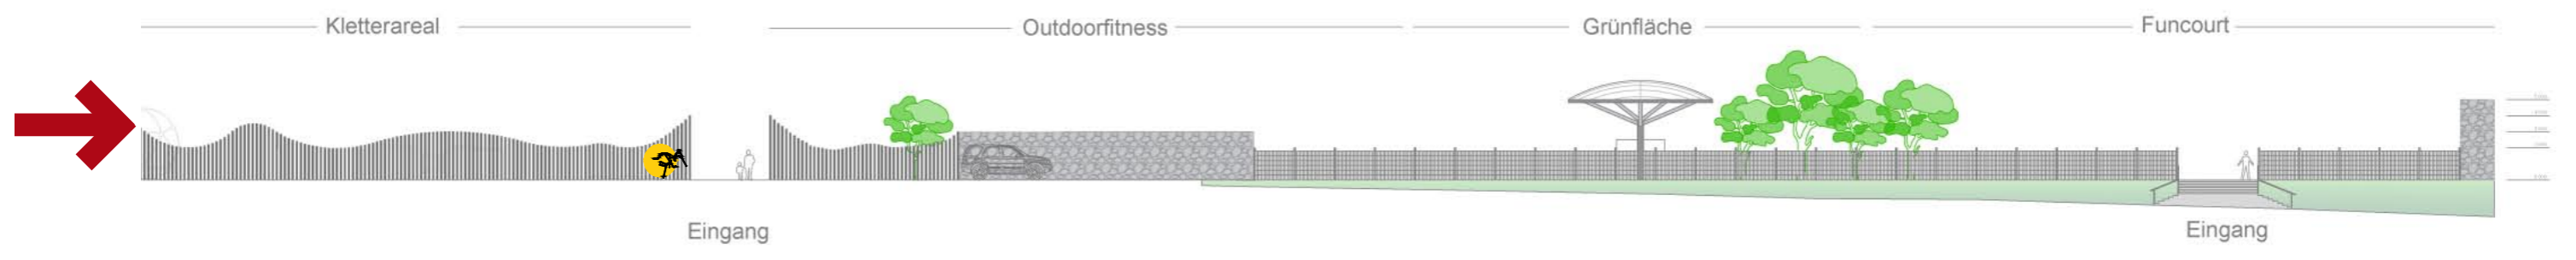 Kletterareal
Outdoorfitness
Grünfläche
Funcourt
Eingang
Eingang